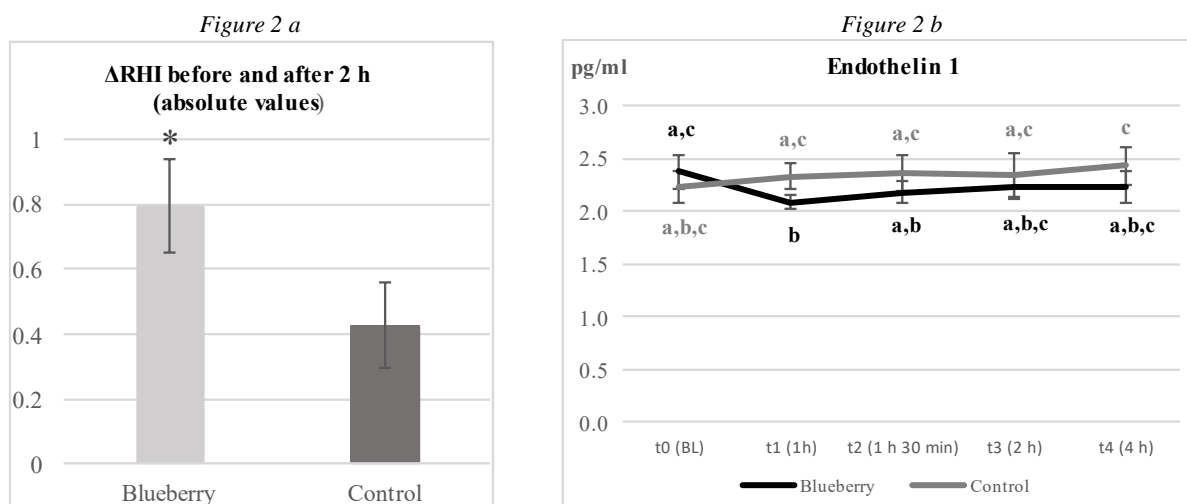 Figure 2 a
ΔRHI before and after 2 h
(absolute values)
1
0.8
0.6
0.4
0.2
0
*
Blueberry
Control
Figure 2 b
pg/ml
Endothelin 1
3.0
2.5
2.0
1.5
1.0
0.5
0.0
a,c
a,c
a,c
a,c
c
a,b,c
b
a,b
a,b,c
a,b,c
t0 (BL)
t1 (1h)
t2 (1 h 30 min)
t3 (2 h)
t4 (4 h)
Blueberry
Control